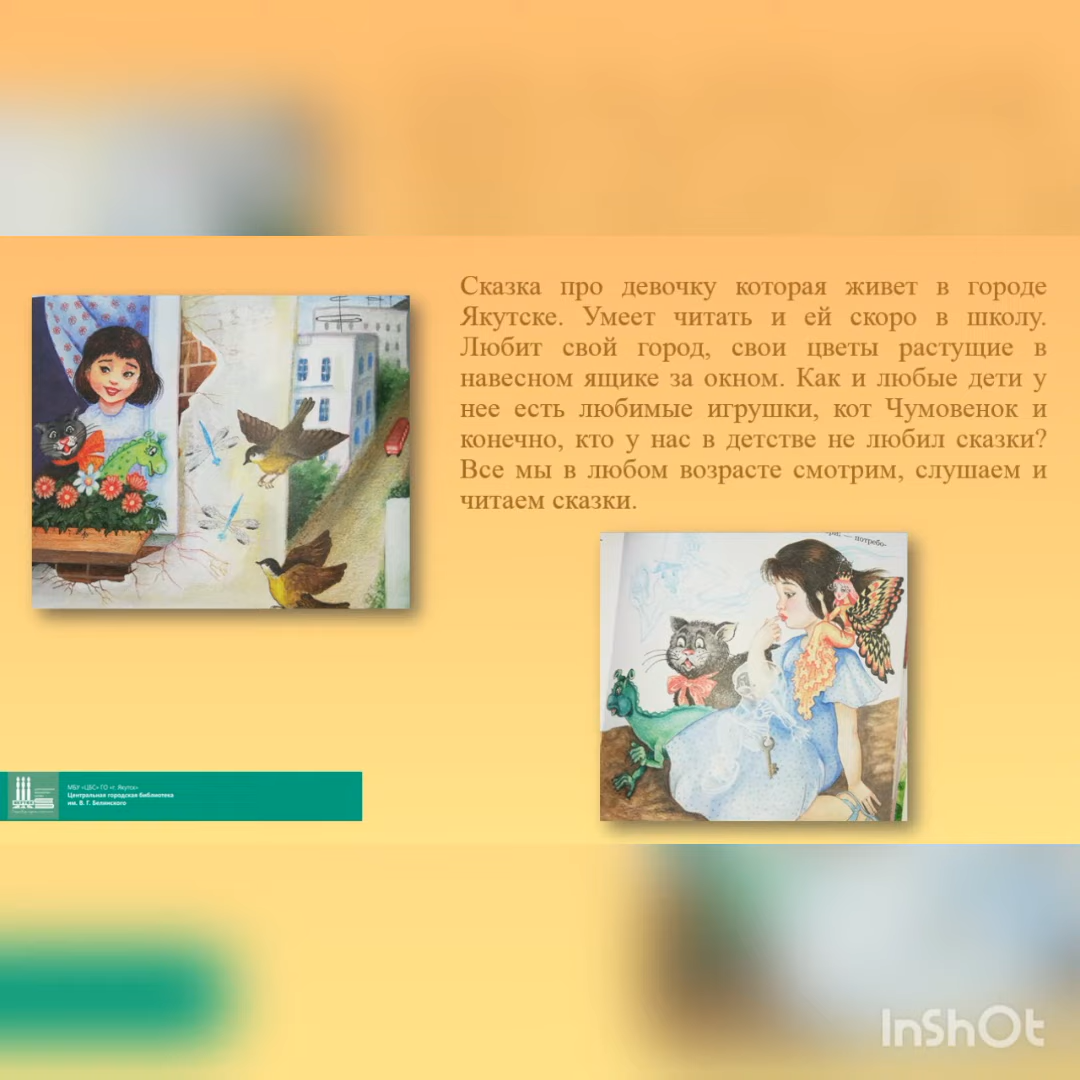 Сказка про девочку которая живет в городе
Якутске. Умеет читать и ей скоро в школу.
Любит свой город, свои цветы растущие в
навесном ящике за окном. Как и любые дети у
нее есть любимые игрушки, кот Чумовенок и
конечно, кто у нас в детстве не любил сказки?
Все мы в любом возрасте смотрим, слушаем и
читаем сказки.
— потребо-
МБУ «ЦБС» ГО «г. Якутск»
Центральная городская библиотека
им. В. Г. Белинского
InShOt